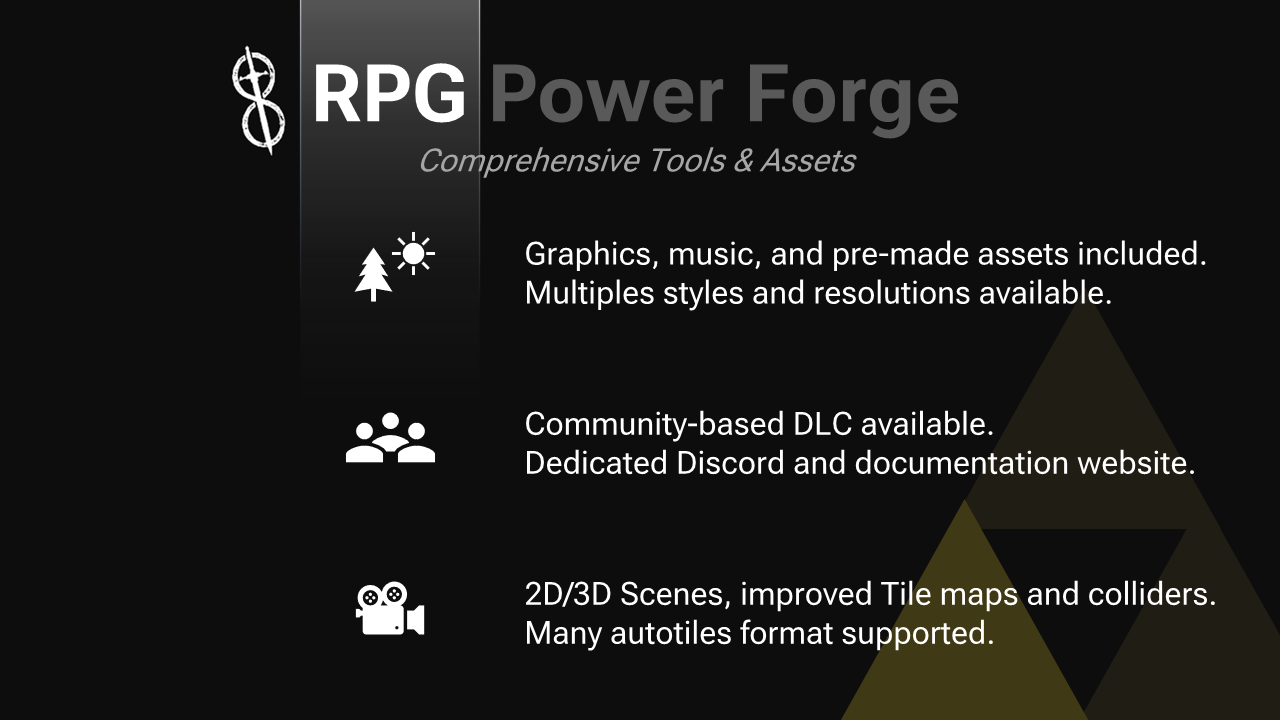 RPG Power Forge
Comprehensive Tools & Assets
Graphics, music, and pre-made assets included.
Multiples styles and resolutions available.
Community-based DLC available.
Dedicated Discord and documentation website.
2D/3D Scenes, improved Tile maps and colliders.
Many autotiles format supported.